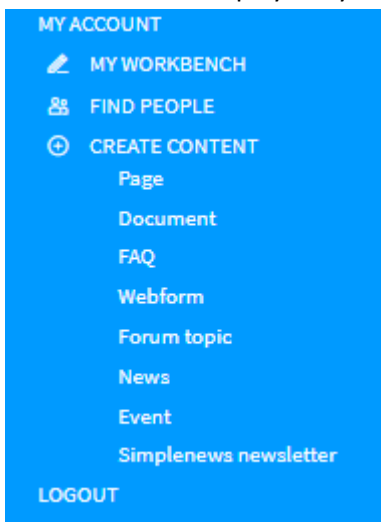 MY ACCOUNT
MY WORKBENCH
FIND PEOPLE
CREATE CONTENT
Page
Document
FAQ
Webform
Forum topic
News
Event
Simplenews newsletter
LOGOUT